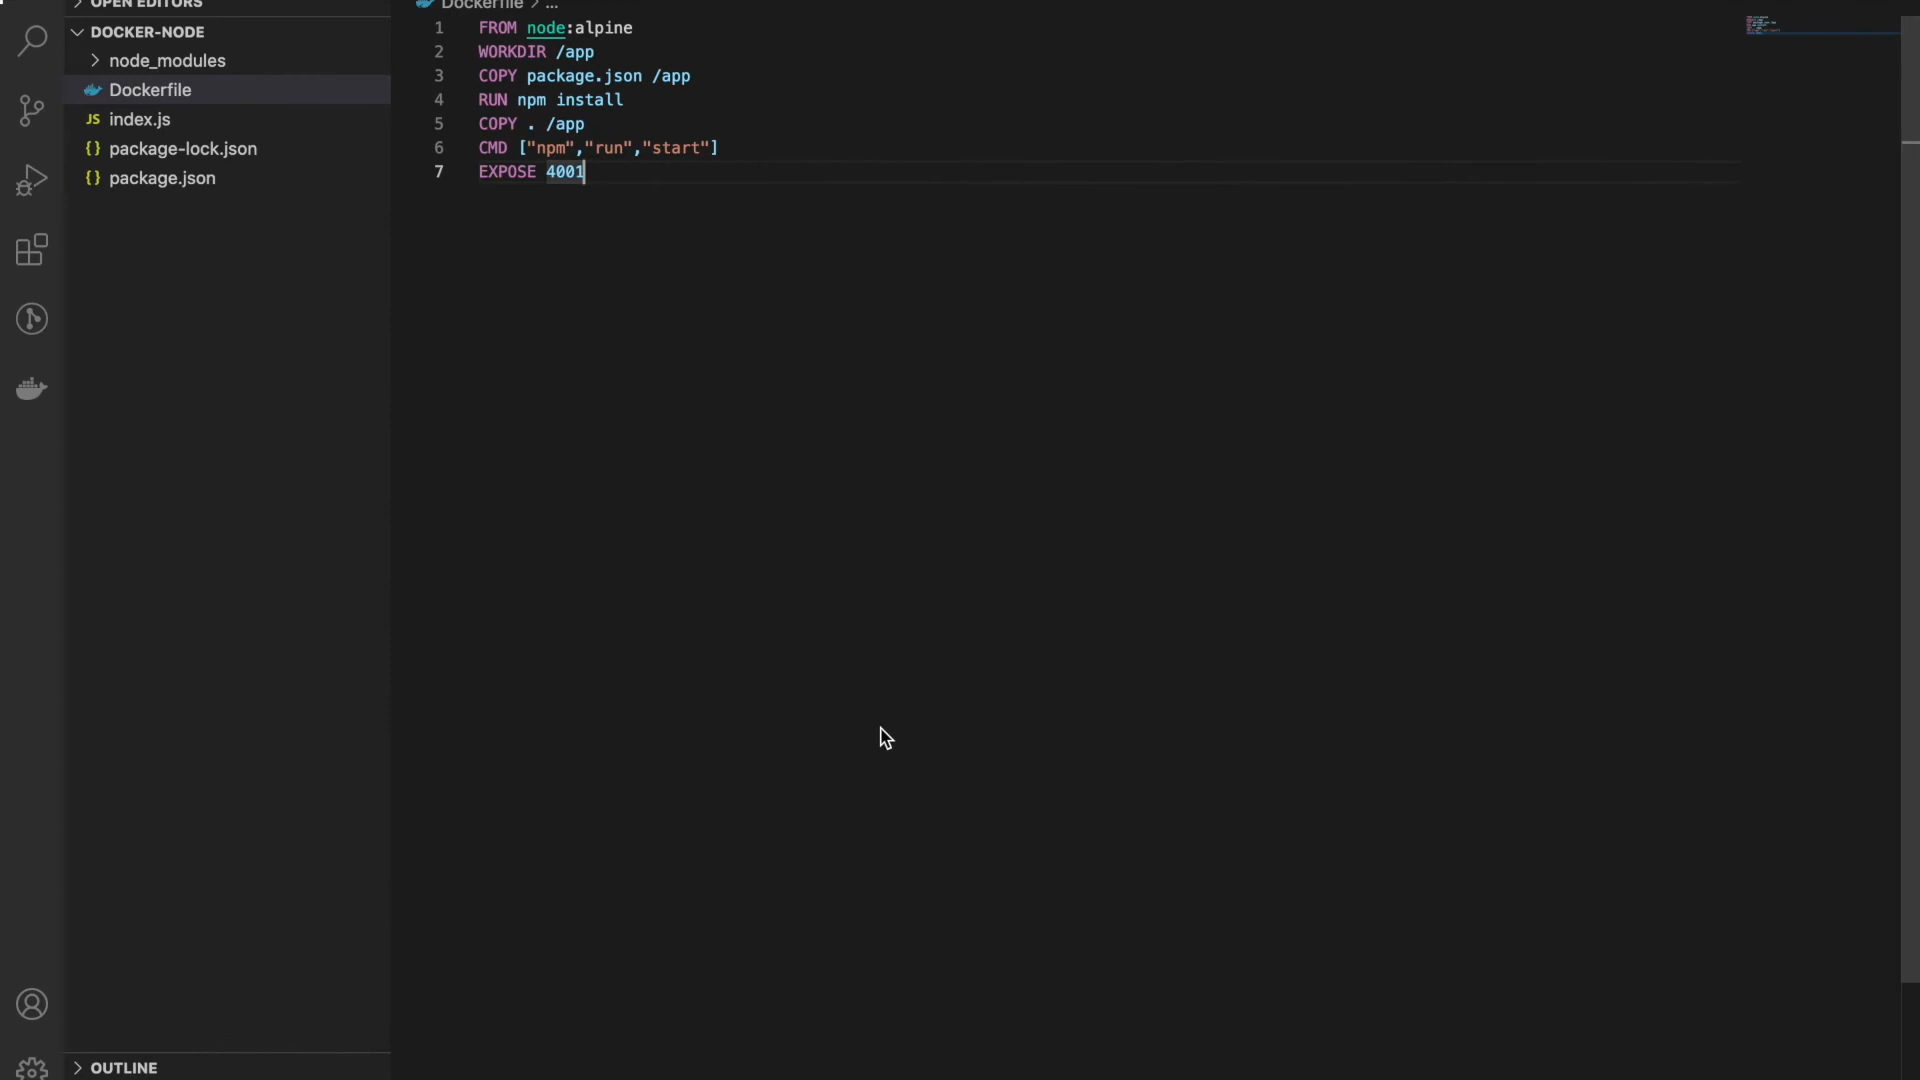 OPEN EDITORS
DOCKER-NODE
node_modules
Dockerfile
JS index.js
{} package-lock.json
{} package.json
OUTLINE
Dockerfile > ...
1 FROM node:alpine
2 WORKDIR /app
3 COPY package.json /app
4 RUN npm install
5 COPY . /app
6 CMD ["npm","run","start"]
7 EXPOSE 4001